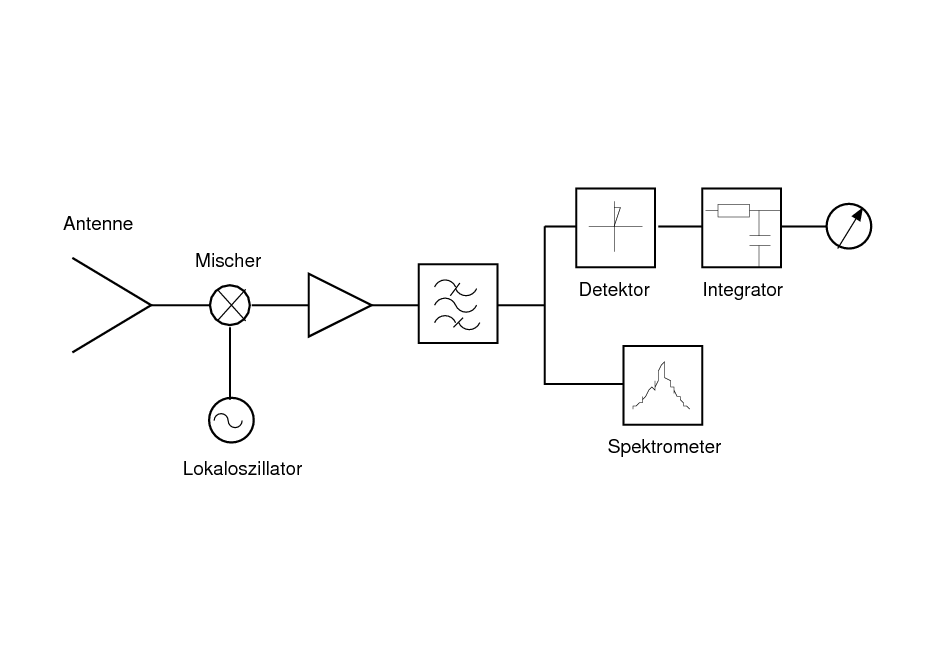 Antenne
Mischer
Lokaloszillator
Detektor
Integrator
Spektrometer